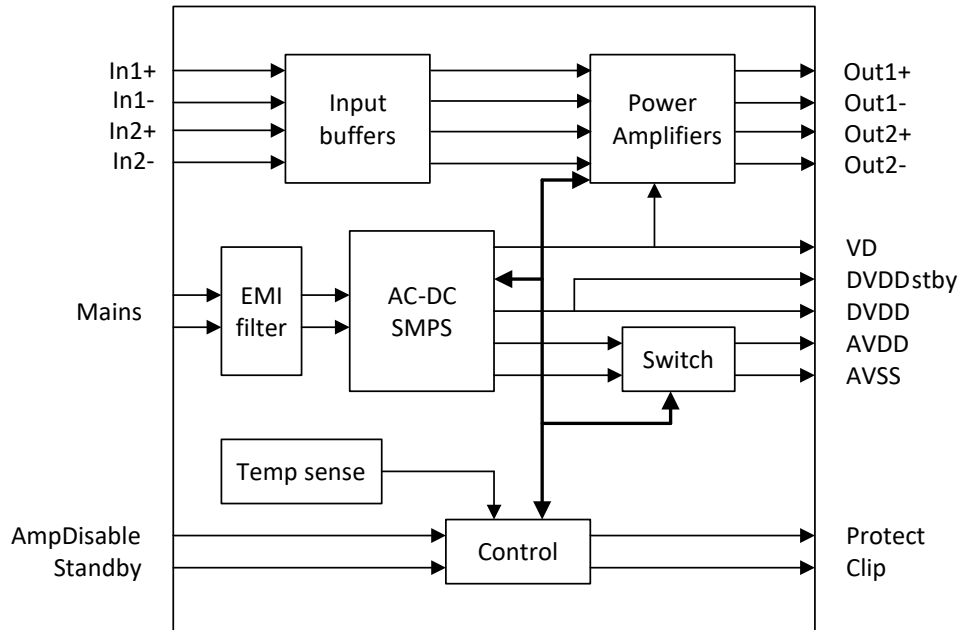 In1+
In1-
In2+
In2-
Input
buffers
Power
Amplifiers
Out1+
Out1-
Out2+
Out2-
Mains
EMI
filter
AC-DC
SMPS
Switch
VD
DVDDstby
DVDD
AVDD
AVSS
Temp sense
AmpDisable
Standby
Control
Protect
Clip